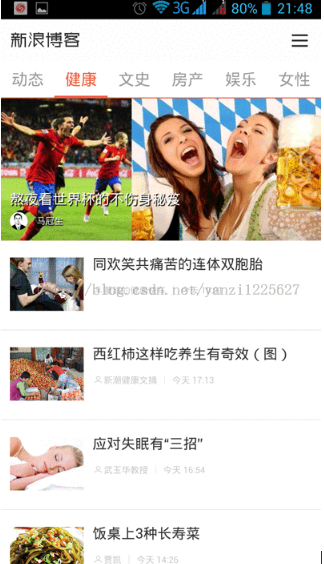 3G 80% 21:48
新浪博客
动态 健康 文史 房产 娱乐 女性
熬夜看世界杯的不伤身秘笈
马冠生
同欢笑共痛苦的连体双胞胎
/blog.csdn.net/yanzi1225627
西红柿这样吃养生有奇效（图）
新潮健康文摘 今天 17:13
应对失眠有“三招”
武玉华教授 今天 16:54
饭桌上3种长寿菜
贾凯 今天 14:26